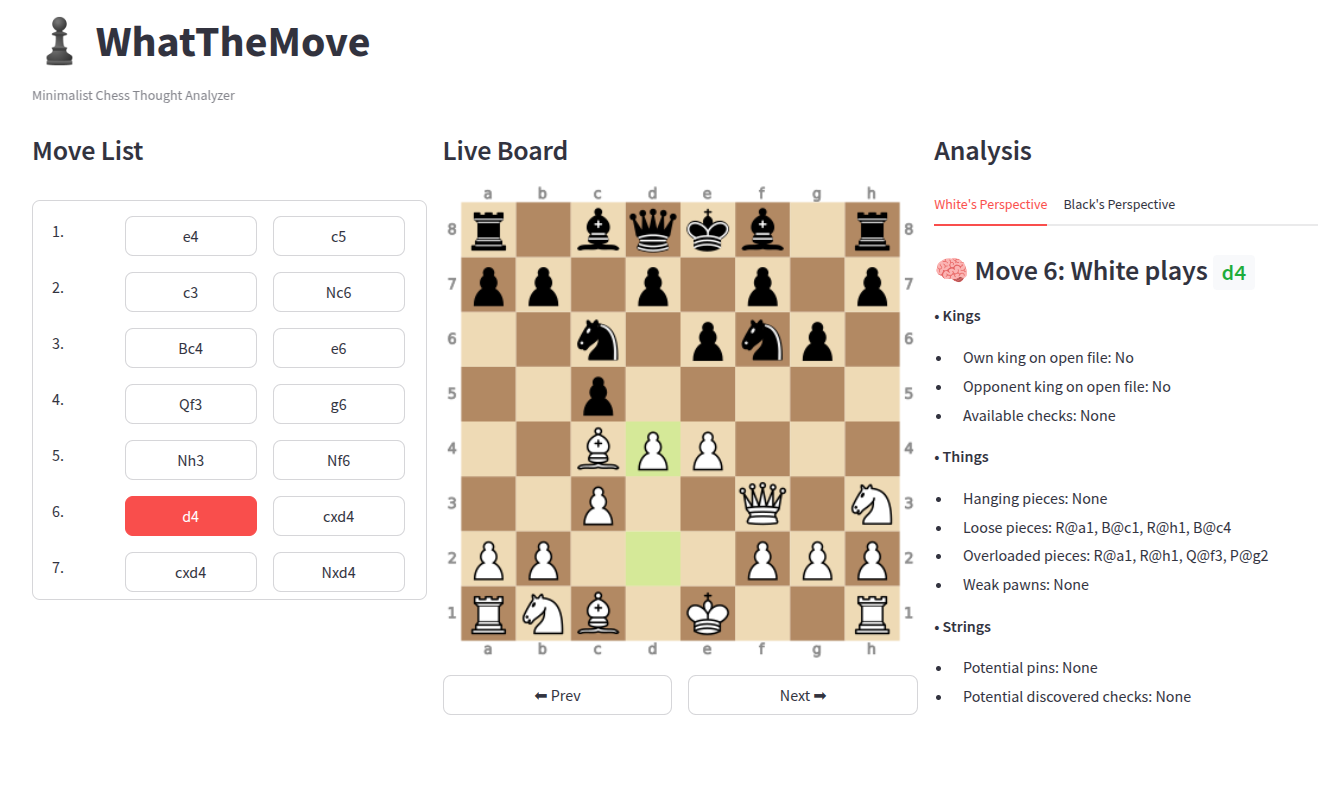 WhatTheMove
Minimalist Chess Thought Analyzer
Move List
1. e4 c5
2. c3 Nc6
3. Bc4 e6
4. Qf3 g6
5. Nh3 Nf6
6. d4 cxd4
7. cxd4 Nxd4
Live Board
a b c d e f g h
8 8
7 7
6 6
5 5
4 4
3 3
2 2
1 1
a b c d e f g h
⬅ Prev Next ➡
Analysis
White's Perspective Black's Perspective
🧠 Move 6: White plays d4
• Kings
• Own king on open file: No
• Opponent king on open file: No
• Available checks: None
• Things
• Hanging pieces: None
• Loose pieces: R@a1, B@c1, R@h1, B@c4
• Overloaded pieces: R@a1, R@h1, Q@f3, P@g2
• Weak pawns: None
• Strings
• Potential pins: None
• Potential discovered checks: None